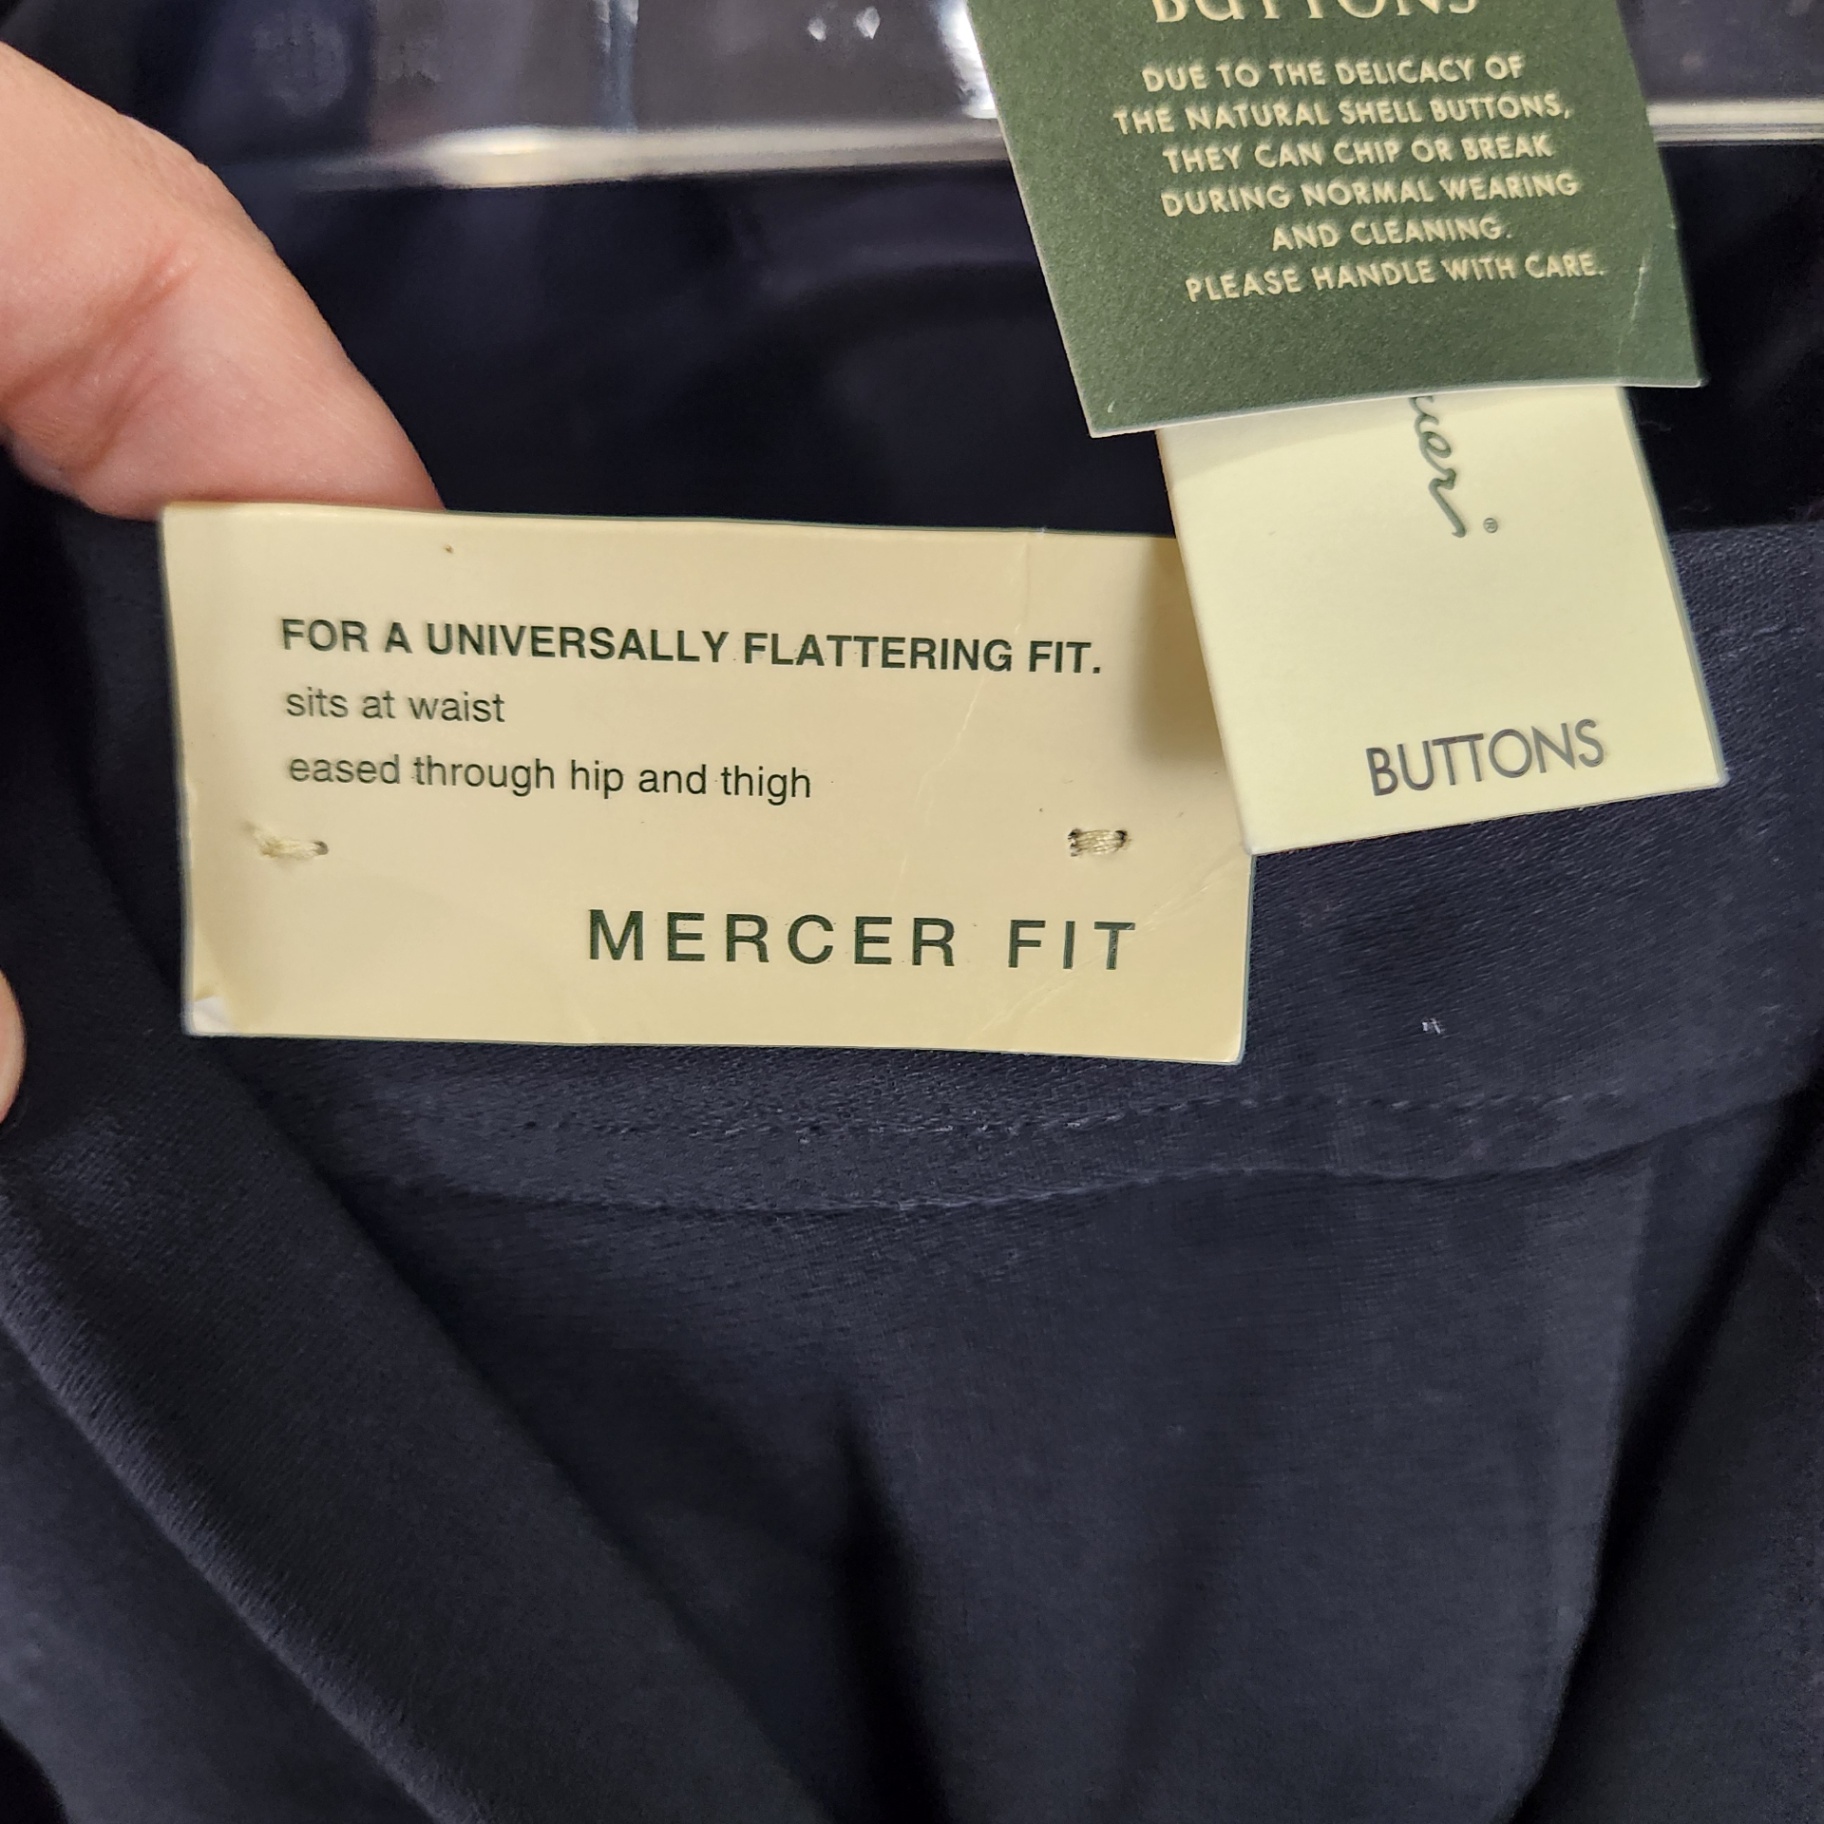 BUTTONS
DUE TO THE DELICACY OF
THE NATURAL SHELL BUTTONS,
THEY CAN CHIP OR BREAK
DURING NORMAL WEARING
AND CLEANING.
PLEASE HANDLE WITH CARE.
®
BUTTONS
FOR A UNIVERSALLY FLATTERING FIT.
sits at waist
eased through hip and thigh
MERCER FIT